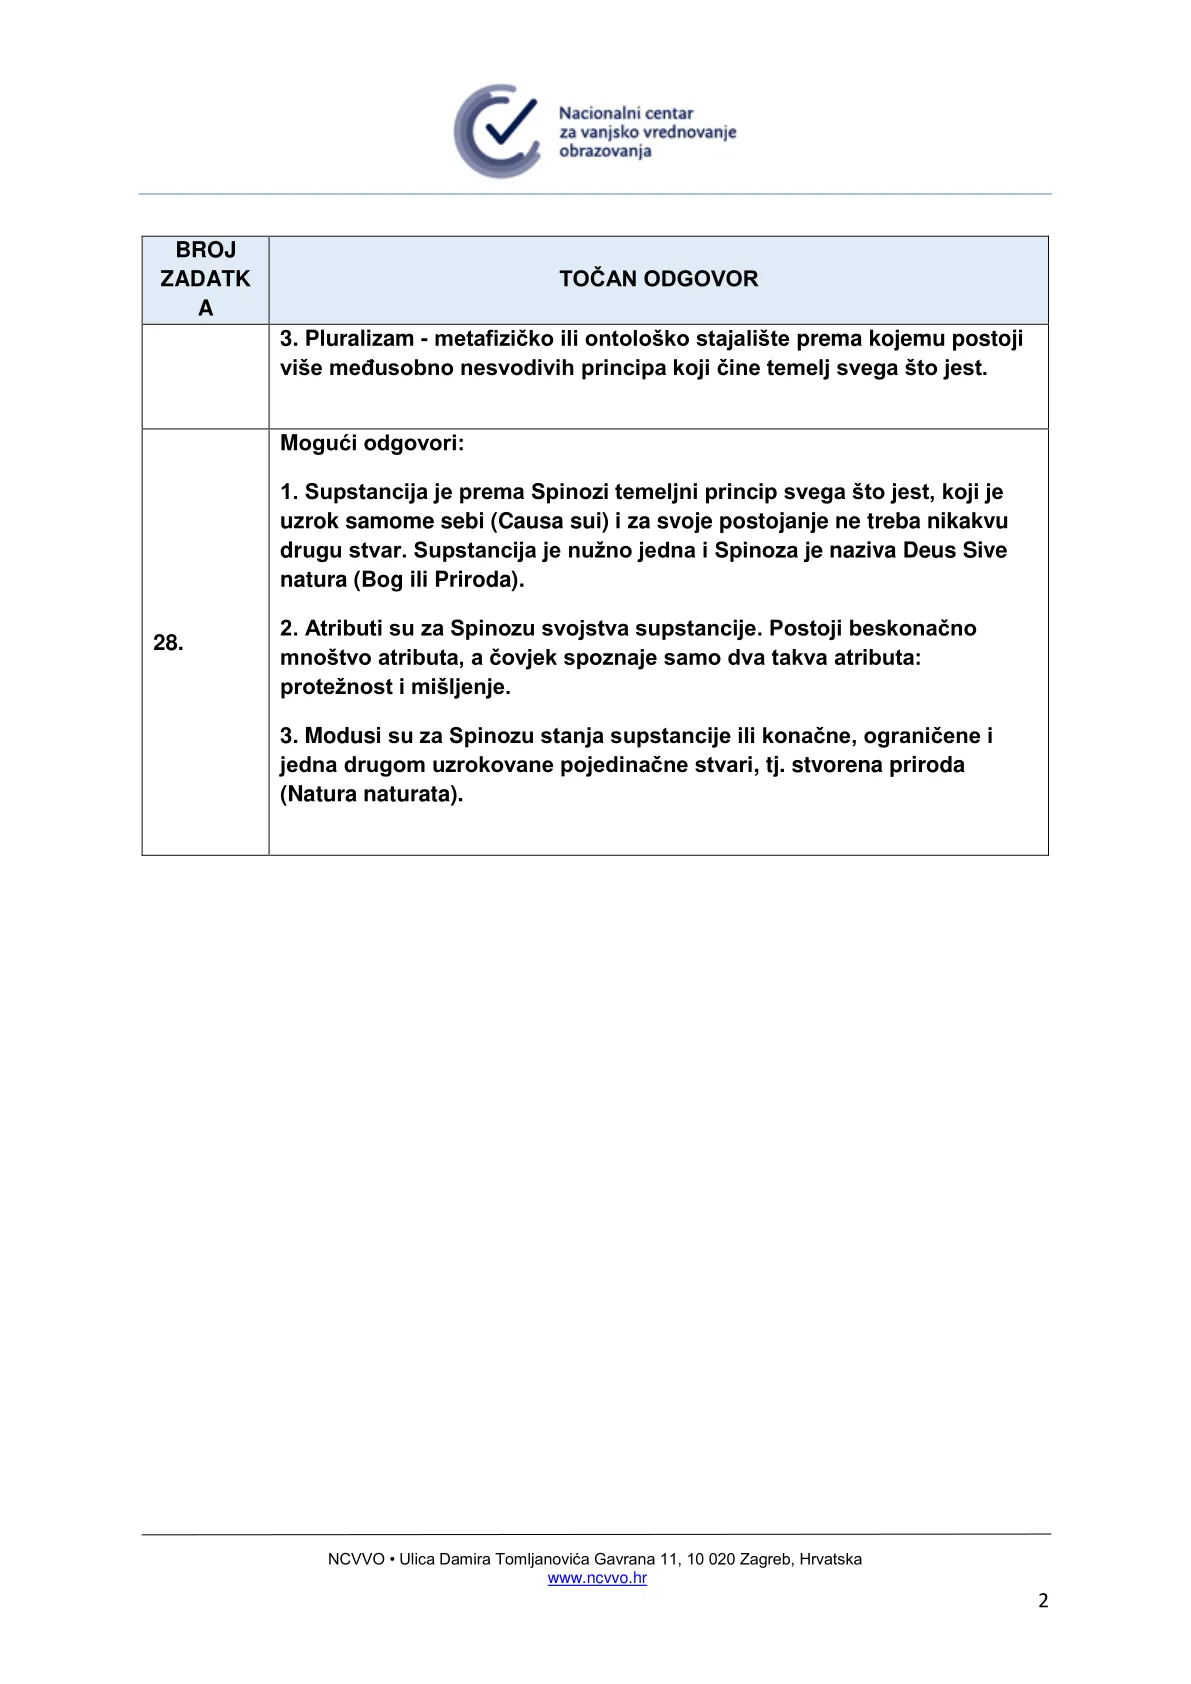 Nacionalni centar
za vanjsko vrednovanje
obrazovanja
BROJ
ZADATK
A
TOČAN ODGOVOR
3. Pluralizam - metafizičko ili ontološko stajalište prema kojemu postoji
više međusobno nesvodivih principa koji čine temelj svega što jest.
28.
Mogući odgovori:
1. Supstancija je prema Spinozi temeljni princip svega što jest, koji je
uzrok samome sebi (Causa sui) i za svoje postojanje ne treba nikakvu
drugu stvar. Supstancija je nužno jedna i Spinoza je naziva Deus Sive
natura (Bog ili Priroda).
2. Atributi su za Spinozu svojstva supstancije. Postoji beskonačno
mnoštvo atributa, a čovjek spoznaje samo dva takva atributa:
protežnost i mišljenje.
3. Modusi su za Spinozu stanja supstancije ili konačne, ograničene i
jedna drugom uzrokovane pojedinačne stvari, tj. stvorena priroda
(Natura naturata).
NCVVO • Ulica Damira Tomljanovića Gavrana 11, 10 020 Zagreb, Hrvatska
www.ncvvo.hr
2